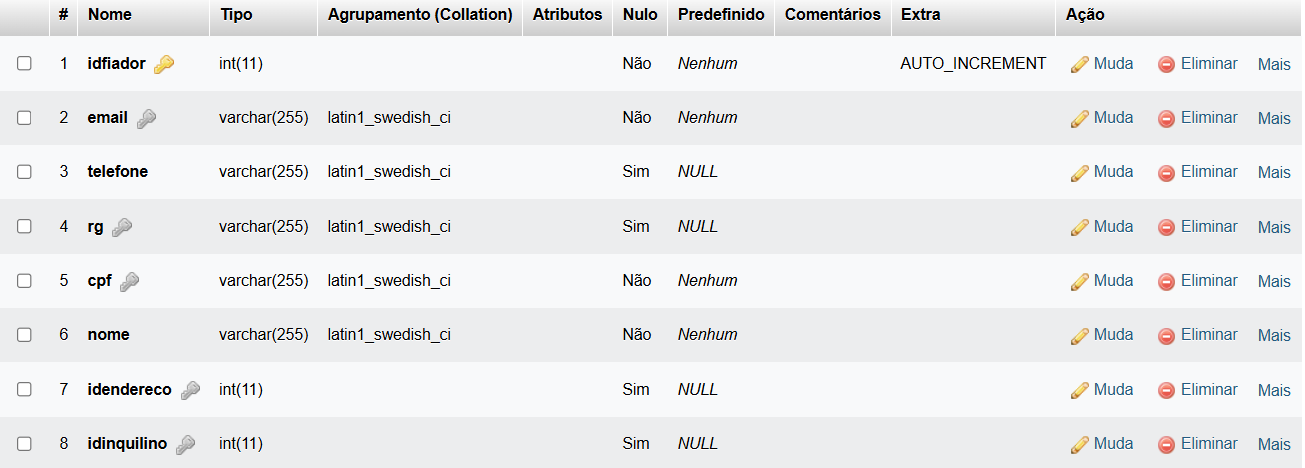 # Nome Tipo Agrupamento (Collation) Atributos Nulo Predefinido Comentários Extra Ação
1 idfiador int(11) Não Nenhum AUTO_INCREMENT Muda Eliminar Mais
2 email varchar(255) latin1_swedish_ci Não Nenhum Muda Eliminar Mais
3 telefone varchar(255) latin1_swedish_ci Sim NULL Muda Eliminar Mais
4 rg varchar(255) latin1_swedish_ci Sim NULL Muda Eliminar Mais
5 cpf varchar(255) latin1_swedish_ci Não Nenhum Muda Eliminar Mais
6 nome varchar(255) latin1_swedish_ci Não Nenhum Muda Eliminar Mais
7 idendereco int(11) Sim NULL Muda Eliminar Mais
8 idinquilino int(11) Sim NULL Muda Eliminar Mais